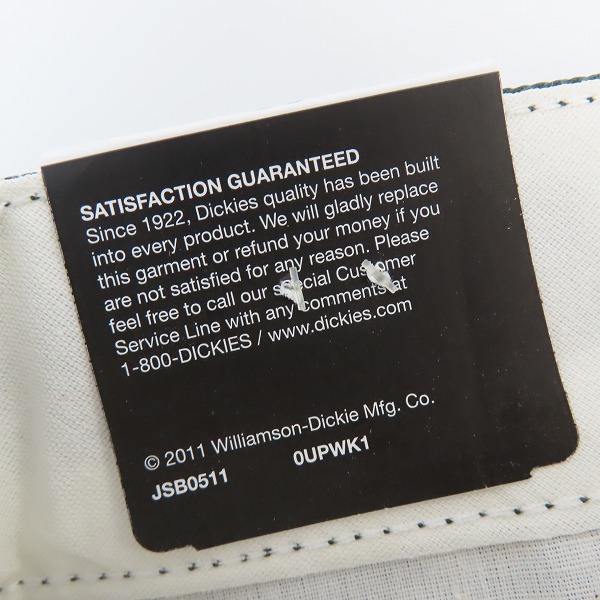 SATISFACTION GUARANTEED
Since 1922, Dickies quality has been built
into every product. We will gladly replace
this garment or refund your money if you
are not satisfied for any reason. Please
feel free to call our special Customer
Service Line with any comments at
1-800-DICKIES / www.dickies.com
© 2011 Williamson-Dickie Mfg. Co.
JSB0511 0UPWK1